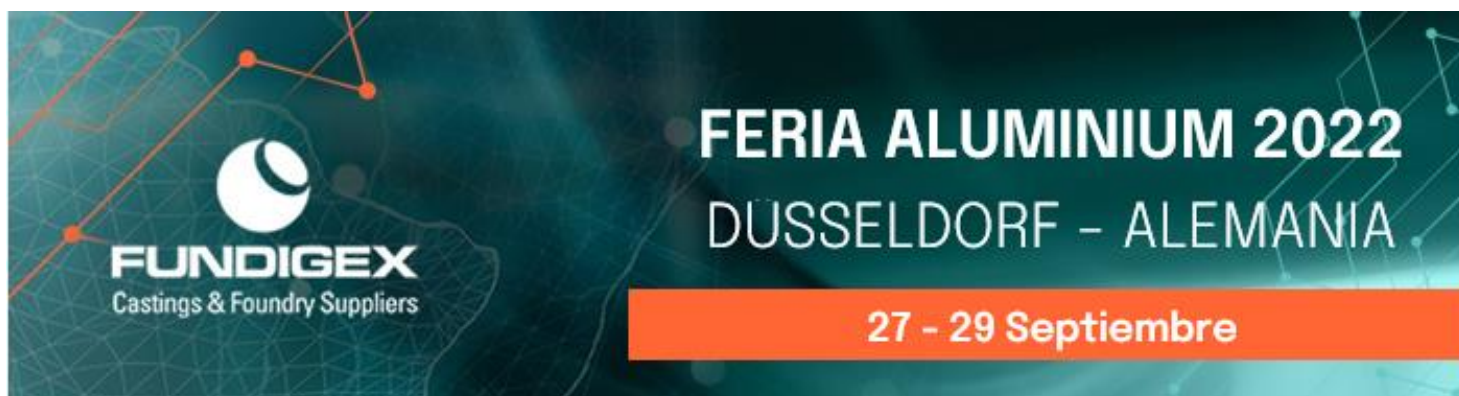 FUNDIGEX
Castings & Foundry Suppliers
FERIA ALUMINIUM 2022
DÜSSELDORF - ALEMANIA
27 - 29 Septiembre